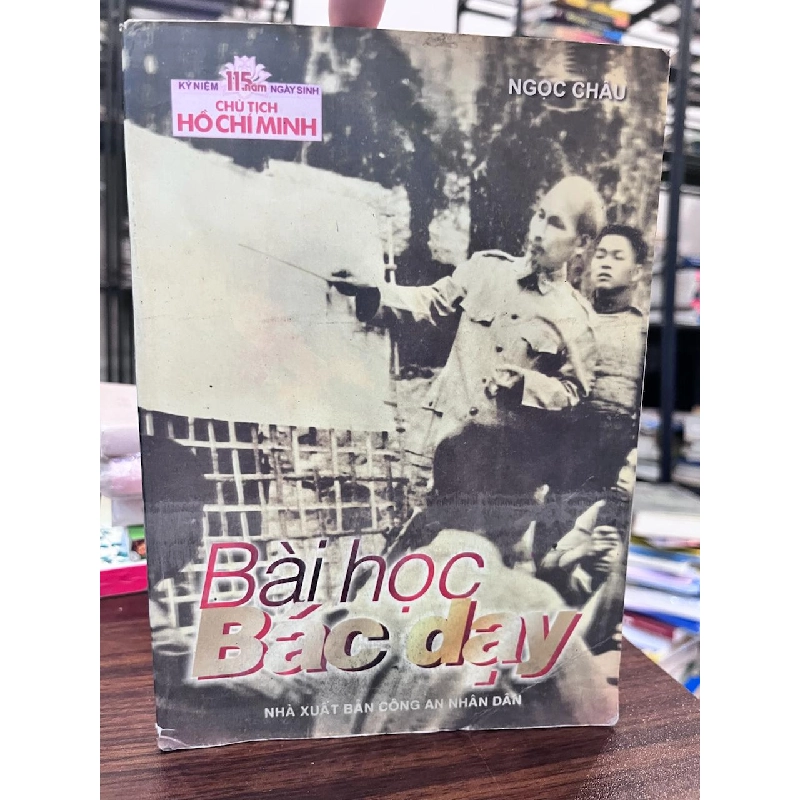 KỶ NIỆM 115 năm NGÀY SINH
CHỦ TỊCH
HỒ CHÍ MINH
NGỌC CHÂU
Bài học
Bác dạy
NHÀ XUẤT BẢN CÔNG AN NHÂN DÂN